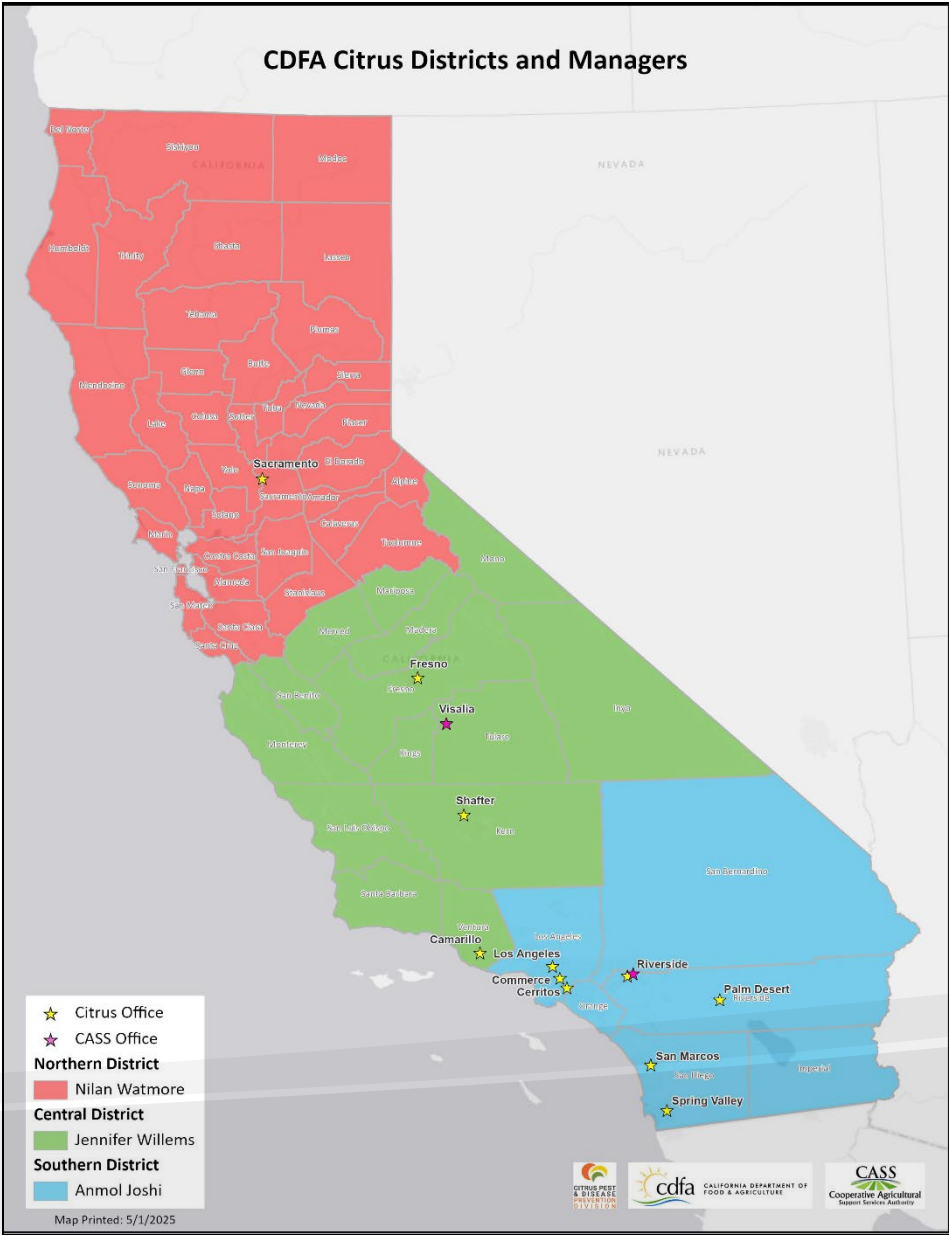 CDFA Citrus Districts and Managers
Del Norte
Siskiyou
CALIFORNIA
Modoc
NEVADA
Humboldt
Trinity
Shasta
Lassen
Tehama
Plumas
Butte
Glenn
Sierra
Mendocino
Lake
Colusa
Sutter
Yuba
Nevada
Placer
Yolo
Sacramento
El Dorado
NEVADA
Sonoma
Napa
Sacramento
Amador
Alpine
Solano
Calaveras
Marin
Contra Costa
San Joaquin
Tuolumne
San Francisco
Alameda
Mono
Stanislaus
Mariposa
San Mateo
Santa Clara
Merced
Madera
Santa Cruz
CALIFORNIA
Fresno
Fresno
San Benito
Visalia
Inyo
Tulare
Monterey
Kings
Shafter
San Luis Obispo
Kern
San Bernardino
Santa Barbara
Ventura
Camarillo
Los Angeles
Los Angeles
Commerce
Cerritos
Riverside
Palm Desert
Riverside
Orange
San Marcos
San Diego
Imperial
Spring Valley
Citrus Office
CASS Office
Northern District
Nilan Watmore
Central District
Jennifer Willems
Southern District
Anmol Joshi
Map Printed: 5/1/2025
CITRUS PEST
& DISEASE
PREVENTION
DIVISION
cdfa
CALIFORNIA DEPARTMENT OF
FOOD & AGRICULTURE
CASS
Cooperative Agricultural
Support Services Authority